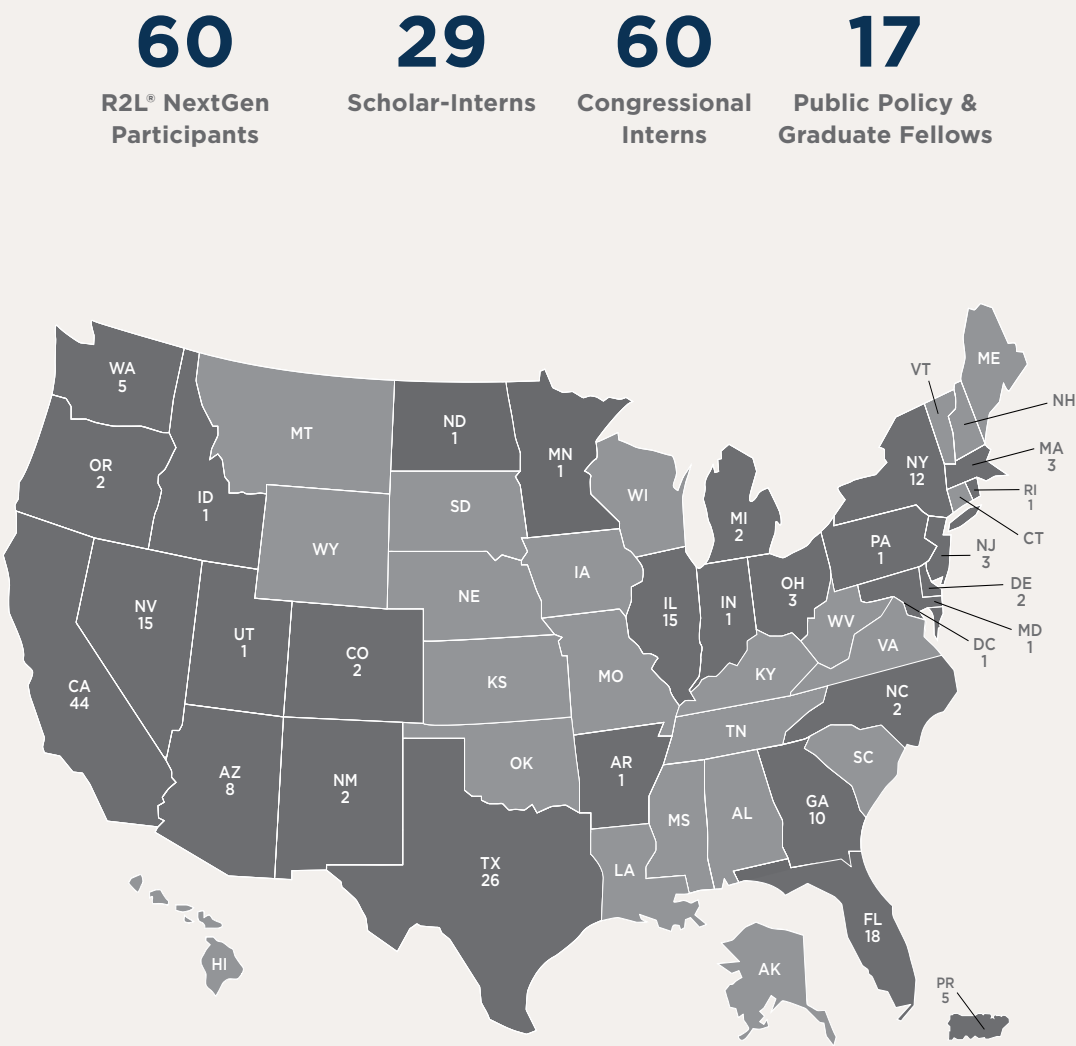 60
R2L® NextGen
Participants
29
Scholar-Interns
60
Congressional
Interns
17
Public Policy &
Graduate Fellows
WA
5
OR
2
ID
1
MT
ND
1
MN
1
SD
WY
WI
MI
2
NY
12
VT
ME
NH
MA
3
RI
1
CT
NJ
3
PA
1
DE
2
MD
1
DC
1
NV
15
UT
1
CO
2
NE
IA
IL
15
IN
1
OH
3
WV
VA
CA
44
KS
MO
KY
NC
2
AZ
8
NM
2
OK
AR
1
TN
SC
TX
26
LA
MS
AL
GA
10
FL
18
HI
AK
PR
5